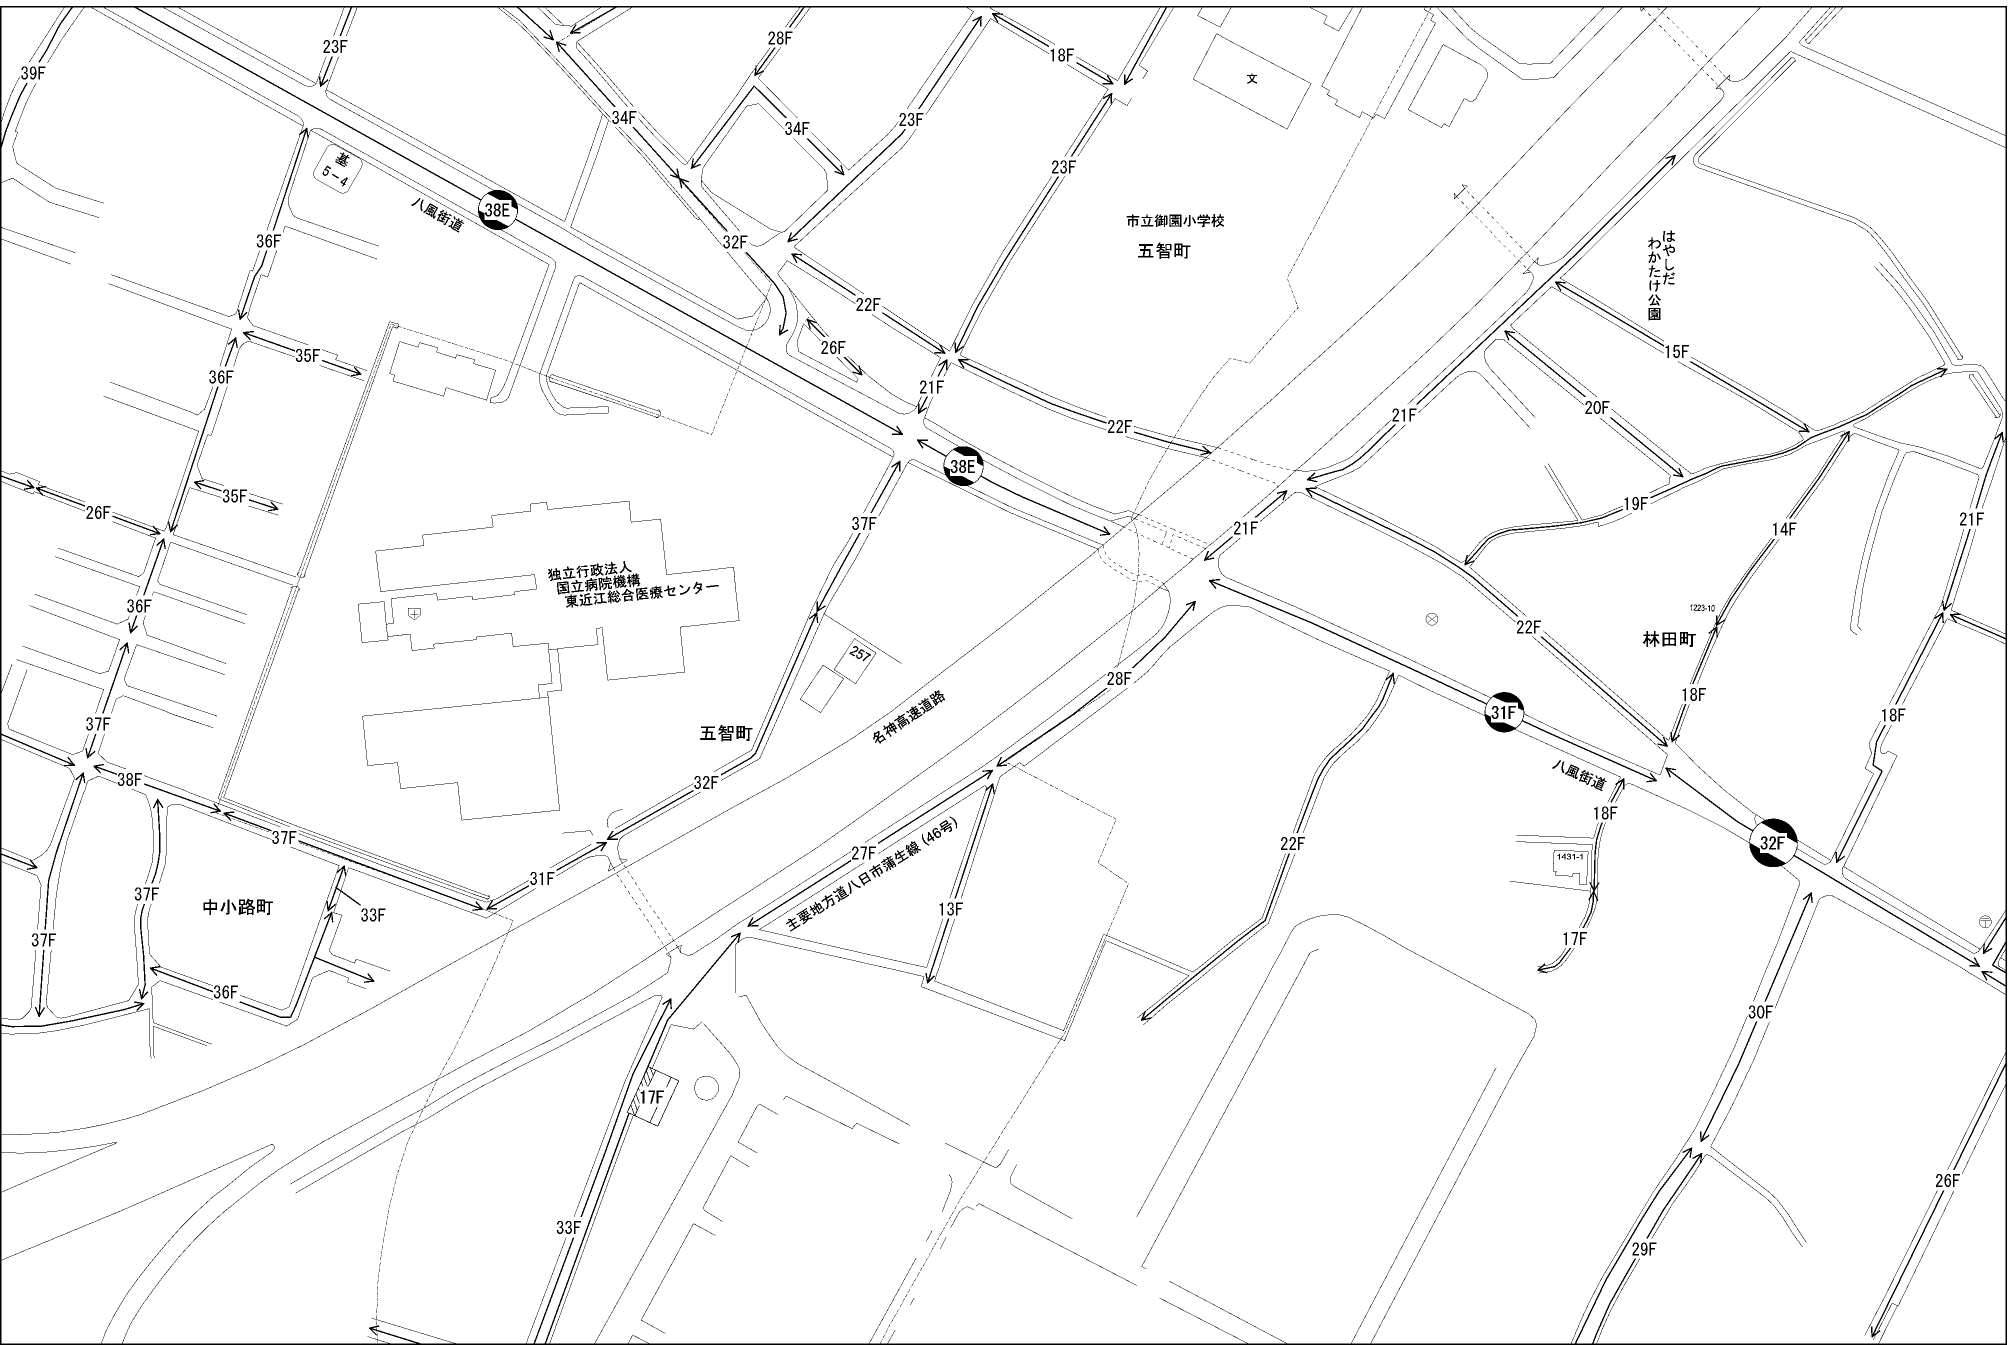 23F
28F
18F
39F
文
34F
34F
23F
基
5-4
23F
38E
八風街道
市立御園小学校
五智町
36F
32F
はやしだ
わかたけ公園
22F
26F
35F
15F
36F
21F
20F
21F
22F
38E
35F
26F
37F
21F
19F
14F
21F
独立行政法人
国立病院機構
東近江総合医療センター
36F
1223-10
22F
林田町
257
28F
18F
名神高速道路
31F
18F
37F
五智町
38F
32F
八風街道
37F
18F
22F
32F
27F
主要地方道八日市蒲生線(46号)
1431-1
31F
37F
中小路町
33F
13F
37F
17F
36F
30F
17F
26F
33F
29F